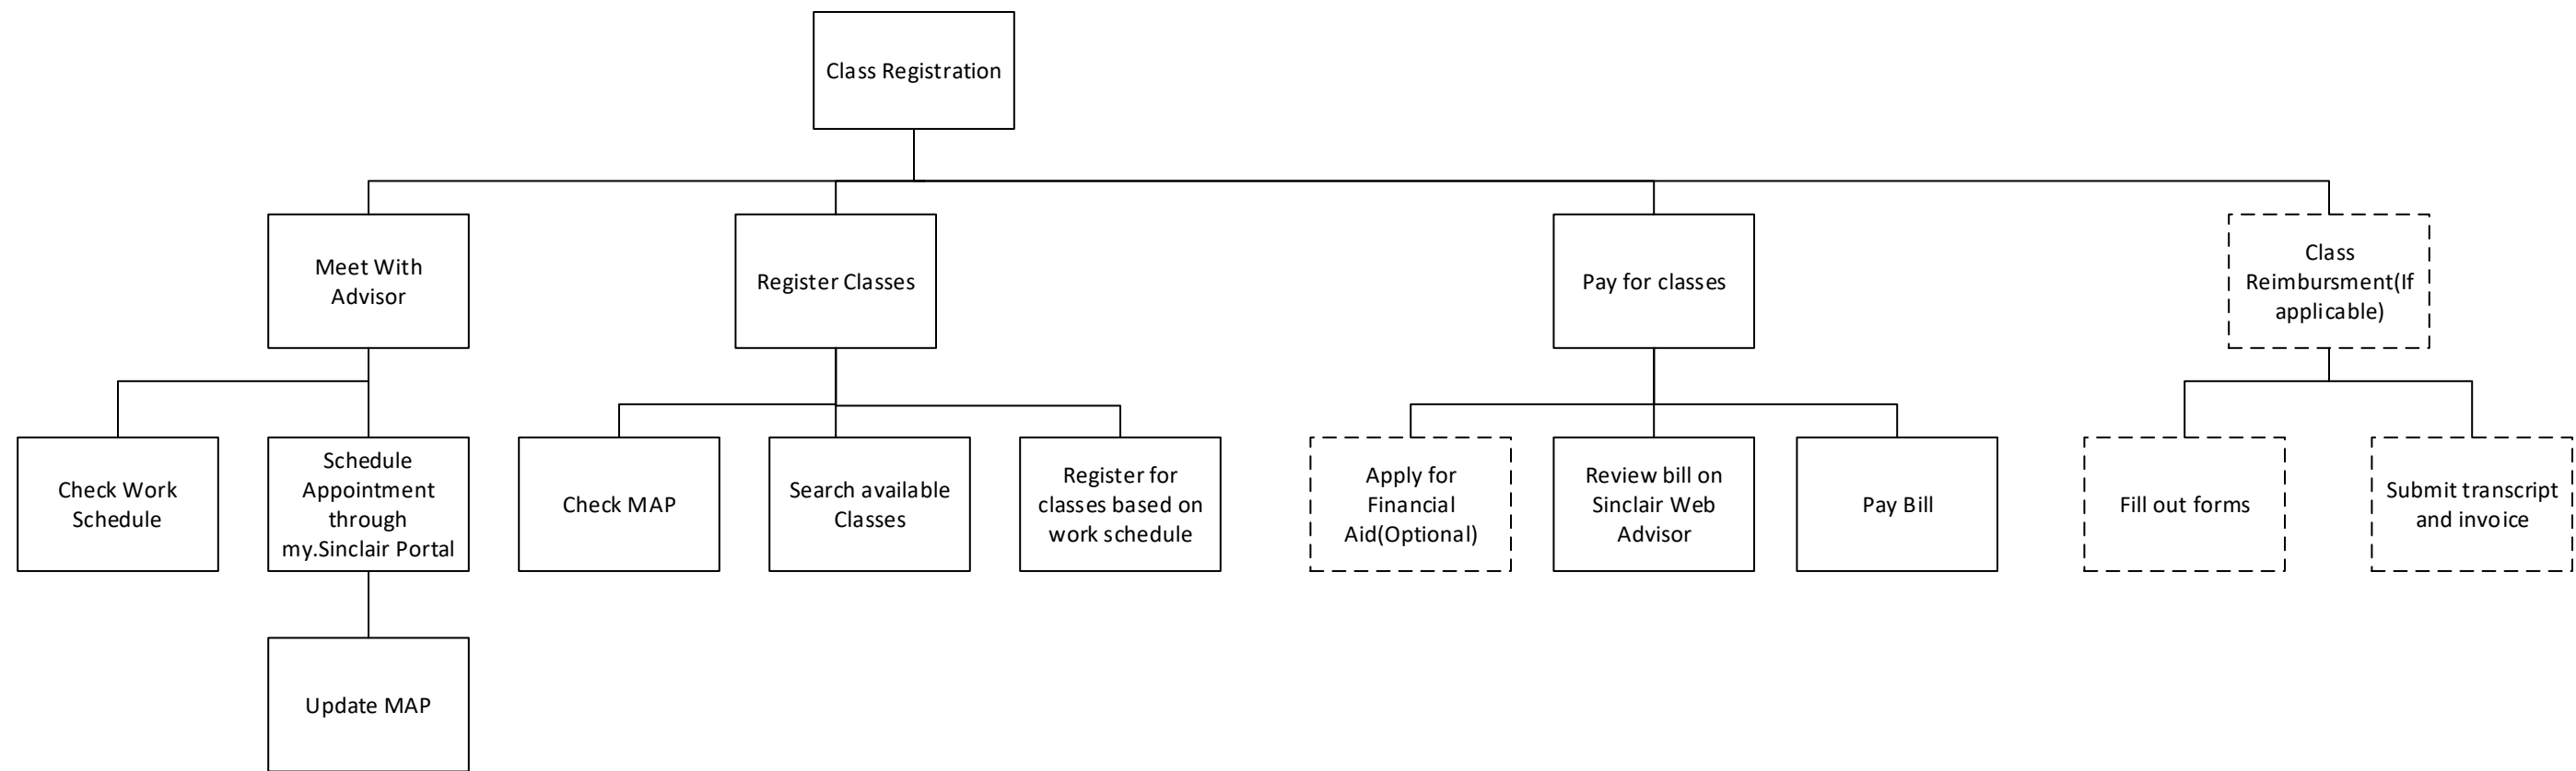 Class Registration
Meet With
Advisor
Register Classes
Pay for classes
Class
Reimbursment(If
applicable)
Check Work
Schedule
Schedule
Appointment
through
my.Sinclair Portal
Check MAP
Search available
Classes
Register for
classes based on
work schedule
Apply for
Financial
Aid(Optional)
Review bill on
Sinclair Web
Advisor
Pay Bill
Fill out forms
Submit transcript
and invoice
Update MAP